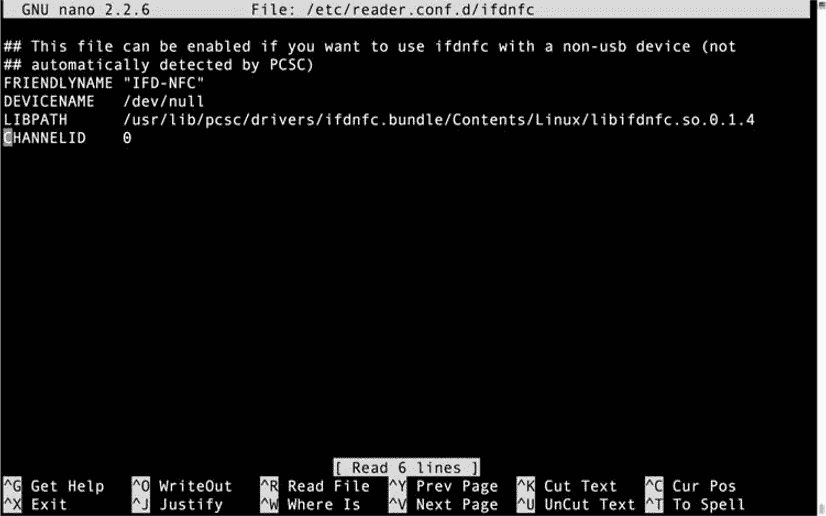 GNU nano 2.2.6 File: /etc/reader.conf.d/ifdnfc
## This file can be enabled if you want to use ifdnfc with a non-usb device (not
## automatically detected by PCSC)
FRIENDLYNAME "IFD-NFC"
DEVICENAME /dev/null
LIBPATH /usr/lib/pcsc/drivers/ifdnfc.bundle/Contents/Linux/libifdnfc.so.0.1.4
CHANNELID 0
[ Read 6 lines ]
^G Get Help ^O WriteOut ^R Read File ^Y Prev Page ^K Cut Text ^C Cur Pos
^X Exit ^J Justify ^W Where Is ^V Next Page ^U UnCut Text ^T To Spell